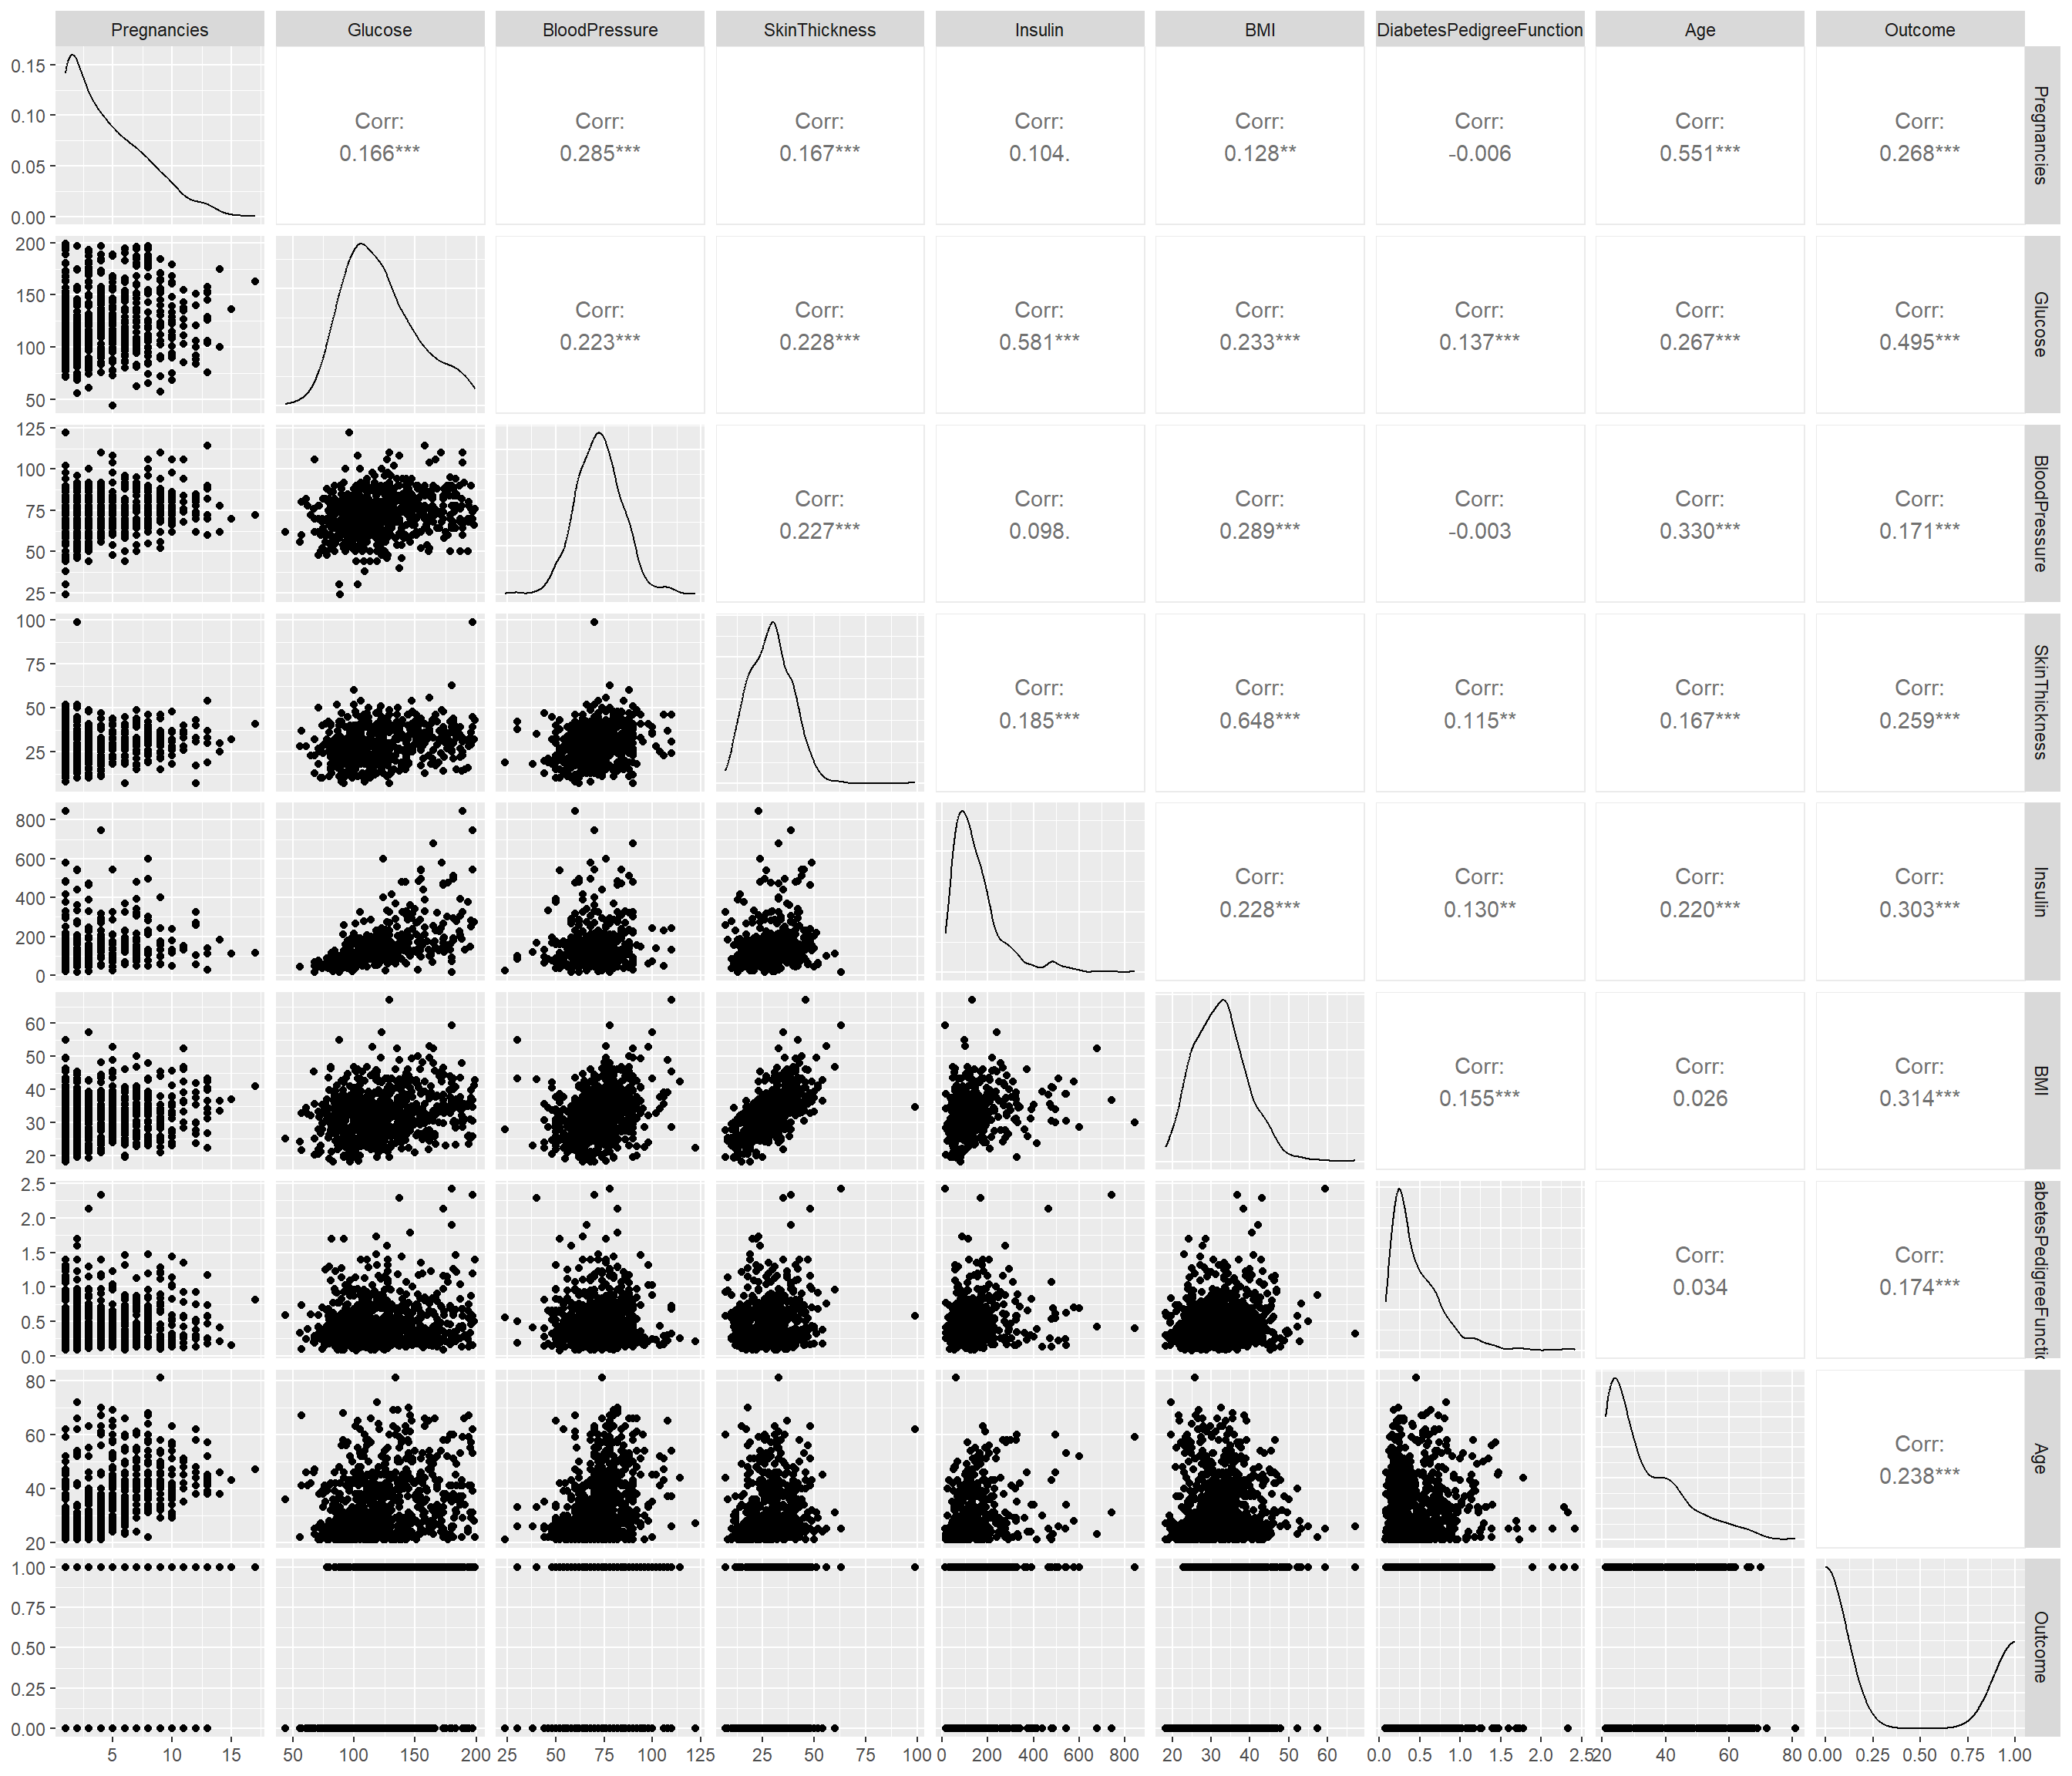 Pregnancies Glucose BloodPressure SkinThickness Insulin BMI DiabetesPedigreeFunction Age Outcome
0.15
0.10
0.05
0.00
Corr: Corr: Corr: Corr: Corr: Corr: Corr: Corr:
0.166*** 0.285*** 0.167*** 0.104. 0.128** -0.006 0.551*** 0.268***
Pregnancies
200
150
100
50
Corr: Corr: Corr: Corr: Corr: Corr: Corr:
0.223*** 0.228*** 0.581*** 0.233*** 0.137*** 0.267*** 0.495***
Glucose
125
100
75
50
25
Corr: Corr: Corr: Corr: Corr: Corr:
0.227*** 0.098. 0.289*** -0.003 0.330*** 0.171***
BloodPressure
100
75
50
25
Corr: Corr: Corr: Corr: Corr:
0.185*** 0.648*** 0.115** 0.167*** 0.259***
SkinThickness
800
600
400
200
0
Corr: Corr: Corr: Corr:
0.228*** 0.130** 0.220*** 0.303***
Insulin
60
50
40
30
20
Corr: Corr: Corr:
0.155*** 0.026 0.314***
BMI
2.5
2.0
1.5
1.0
0.5
0.0
Corr: Corr:
0.034 0.174***
abetesPedigreeFunctio
80
60
40
20
Corr:
0.238***
Age
1.00
0.75
0.50
0.25
0.00
Outcome
5 10 15 50 100 150 200 25 50 75 100 125 25 50 75 100 0 200 400 600 800 20 30 40 50 60 0.0 0.5 1.0 1.5 2.0 2.5 20 40 60 80 0.00 0.25 0.50 0.75 1.00